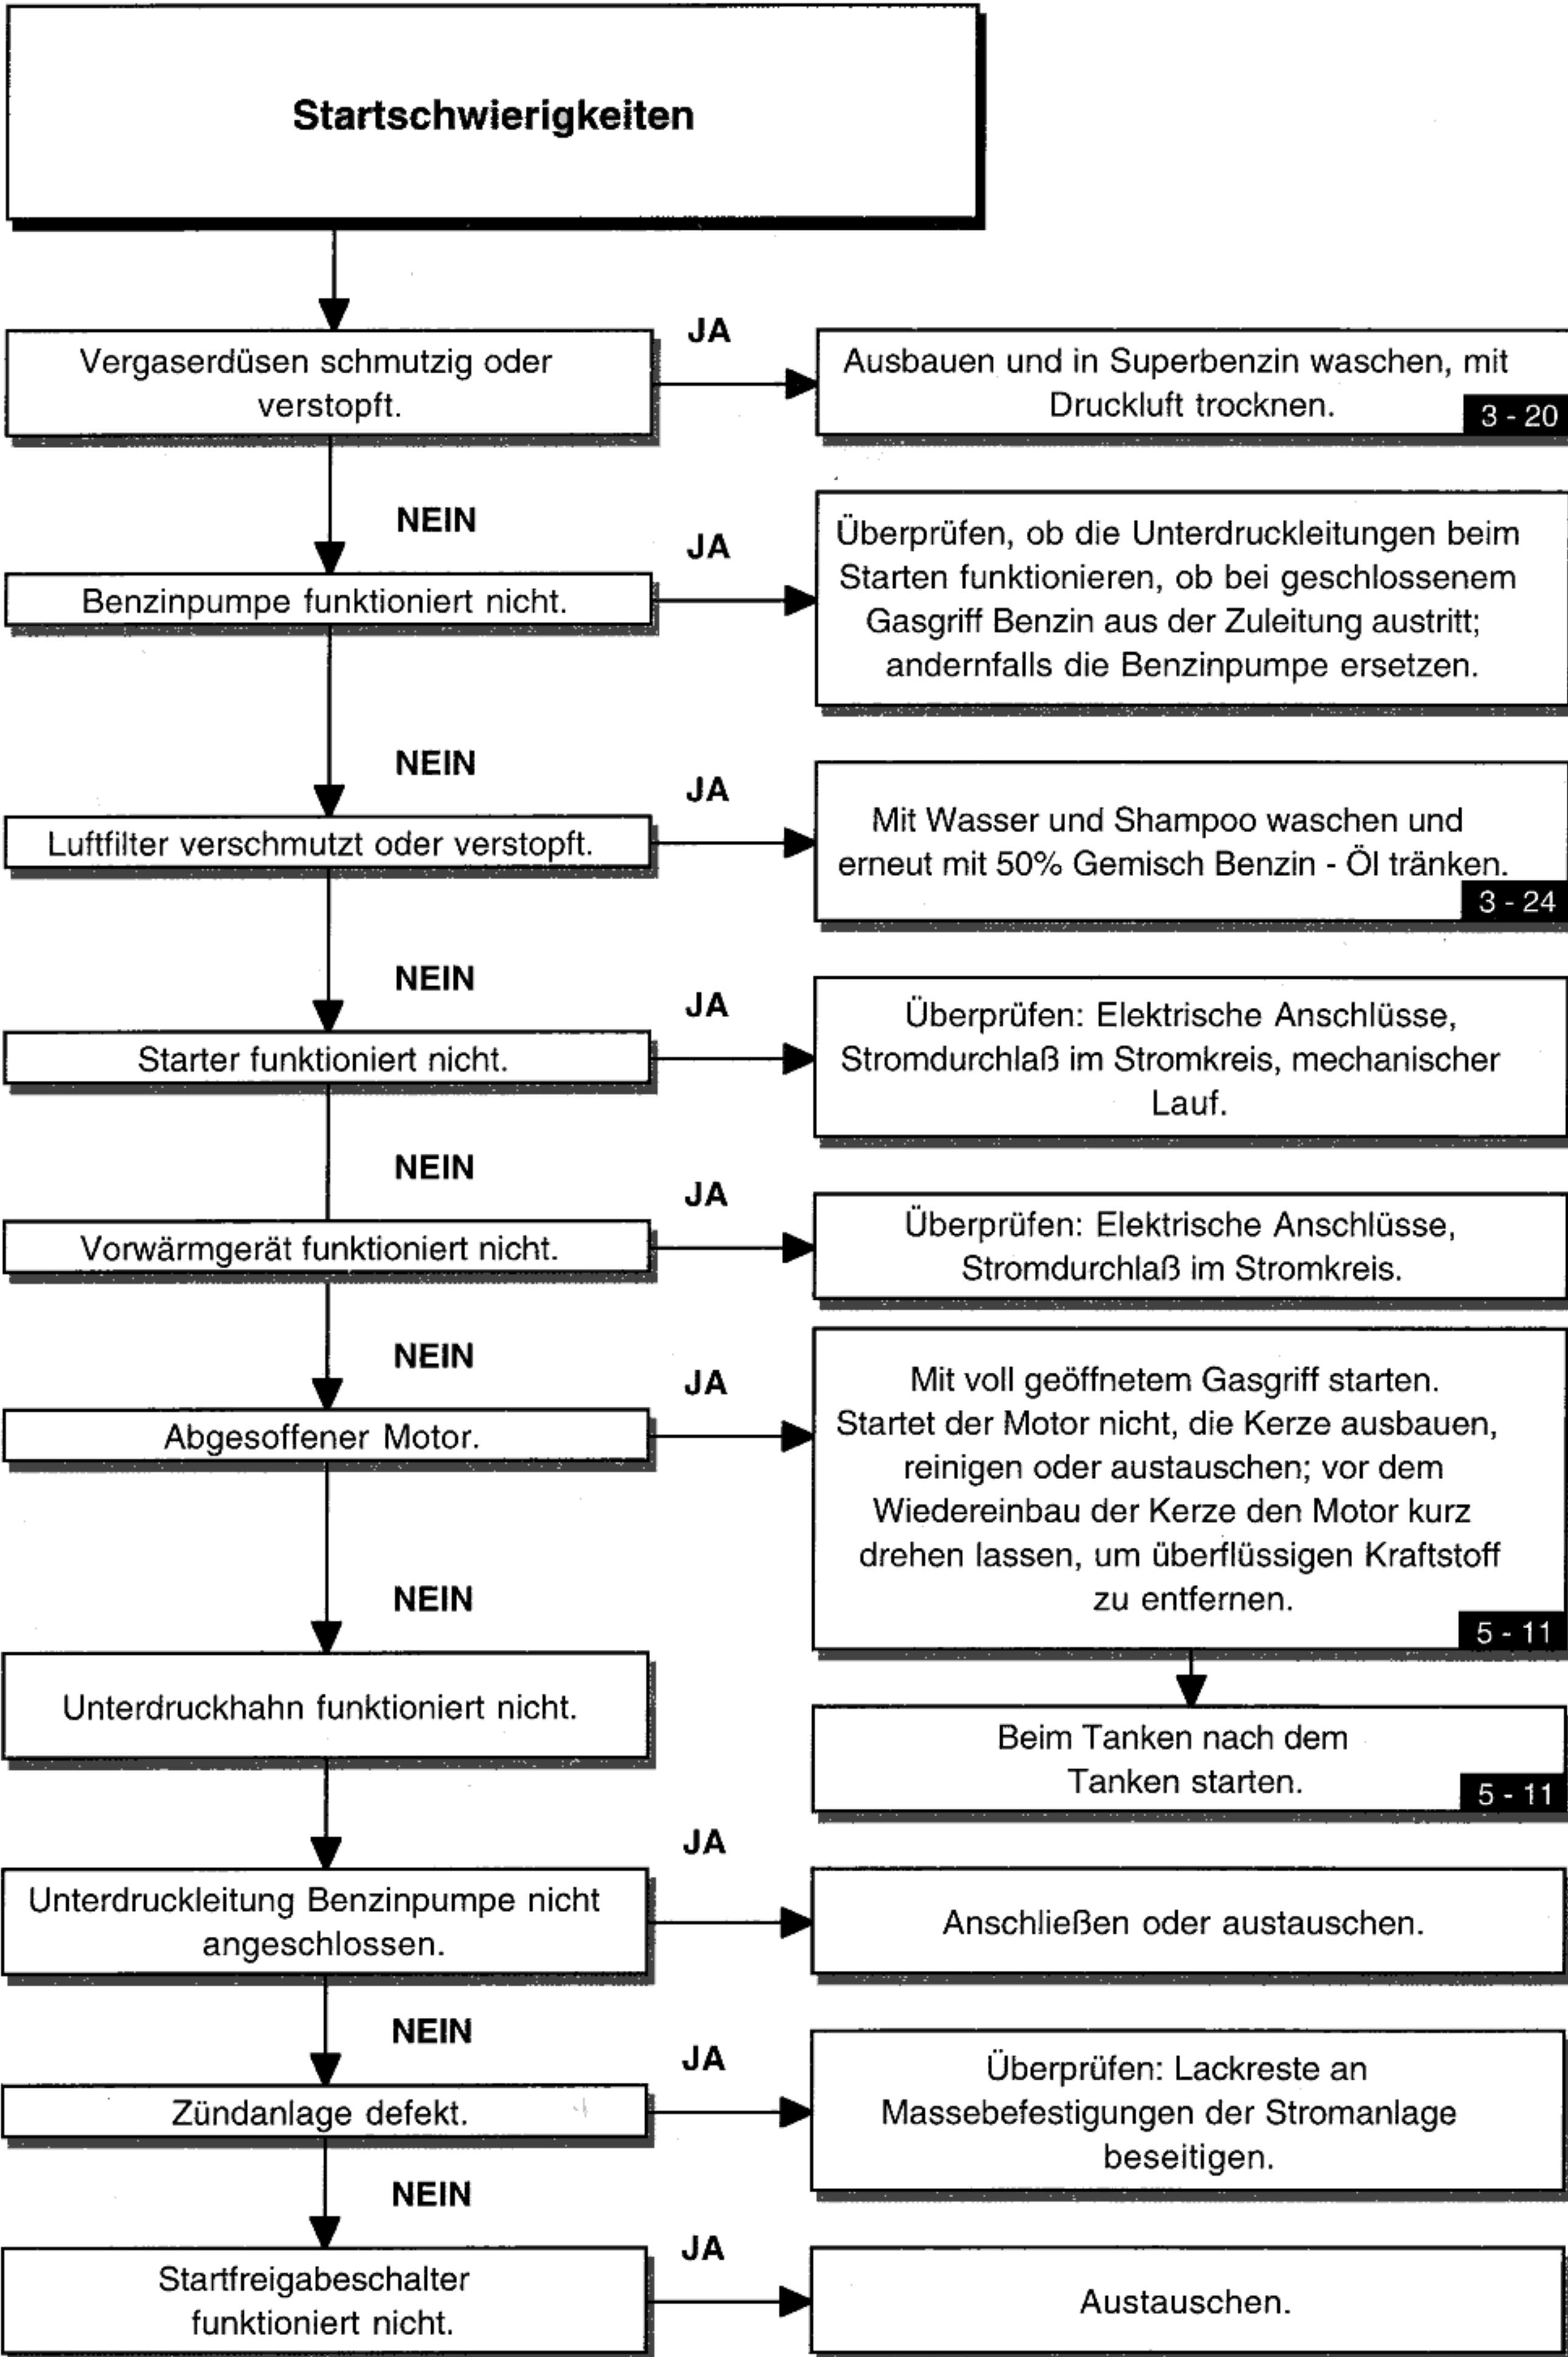 Startschwierigkeiten
Vergaserdüsen schmutzig oder
verstopft.
JA
Ausbauen und in Superbenzin waschen, mit
Druckluft trocknen.
3 - 20
NEIN
Benzinpumpe funktioniert nicht.
JA
Überprüfen, ob die Unterdruckleitungen beim
Starten funktionieren, ob bei geschlossenem
Gasgriff Benzin aus der Zuleitung austritt;
andernfalls die Benzinpumpe ersetzen.
NEIN
Luftfilter verschmutzt oder verstopft.
JA
Mit Wasser und Shampoo waschen und
erneut mit 50% Gemisch Benzin - Öl tränken.
3 - 24
NEIN
Starter funktioniert nicht.
JA
Überprüfen: Elektrische Anschlüsse,
Stromdurchlaß im Stromkreis, mechanischer
Lauf.
NEIN
Vorwärmgerät funktioniert nicht.
JA
Überprüfen: Elektrische Anschlüsse,
Stromdurchlaß im Stromkreis.
NEIN
Abgesoffener Motor.
JA
Mit voll geöffnetem Gasgriff starten.
Startet der Motor nicht, die Kerze ausbauen,
reinigen oder austauschen; vor dem
Wiedereinbau der Kerze den Motor kurz
drehen lassen, um überflüssigen Kraftstoff
zu entfernen.
5 - 11
NEIN
Unterdruckhahn funktioniert nicht.
Beim Tanken nach dem
Tanken starten.
5 - 11
Unterdruckleitung Benzinpumpe nicht
angeschlossen.
JA
Anschließen oder austauschen.
NEIN
Zündanlage defekt.
JA
Überprüfen: Lackreste an
Massebefestigungen der Stromanlage
beseitigen.
NEIN
Startfreigabeschalter
funktioniert nicht.
JA
Austauschen.